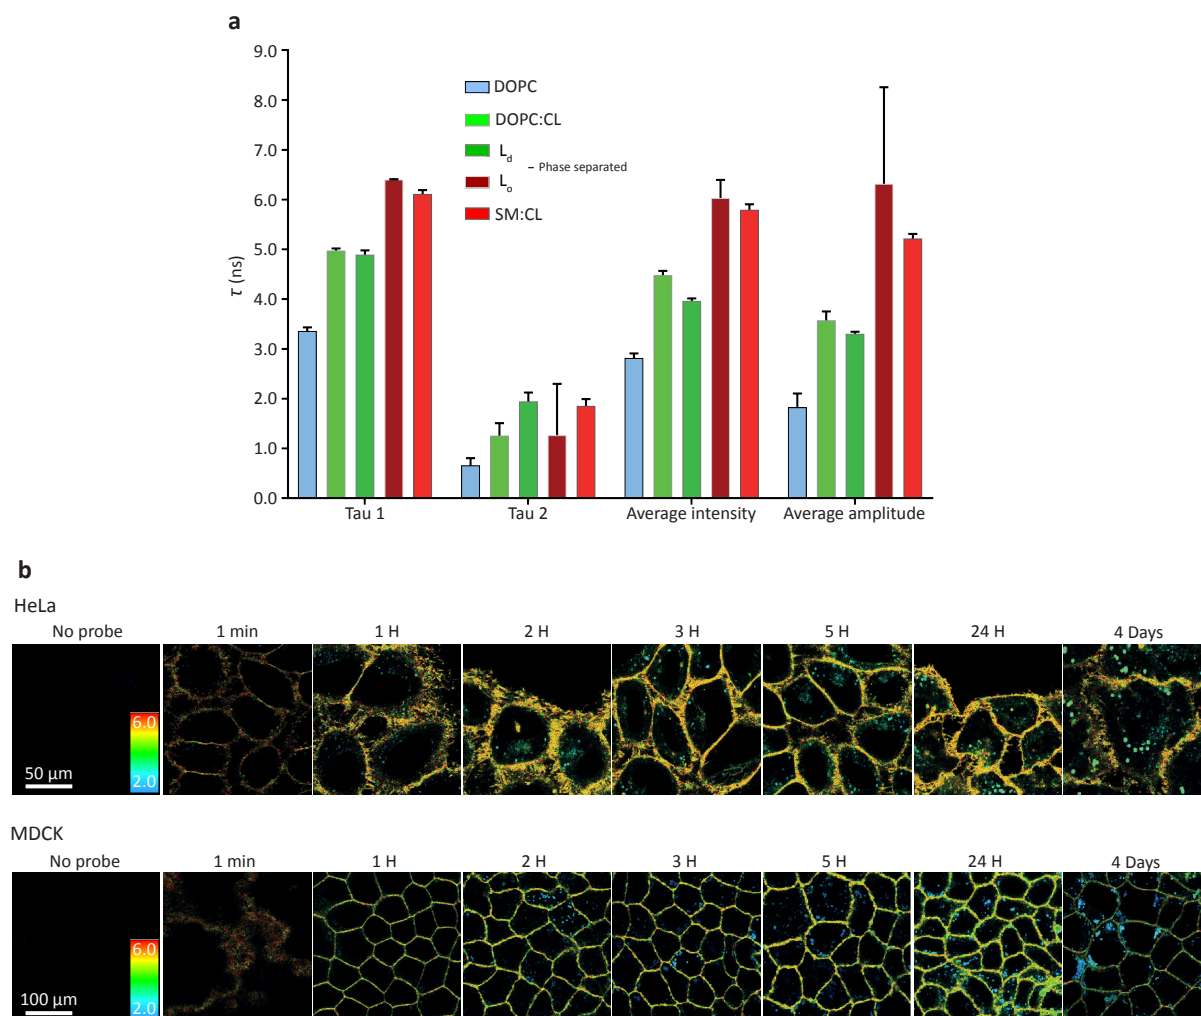 a
9.0
8.0
7.0
6.0
5.0
4.0
3.0
2.0
1.0
0.0
τ (ns)
DOPC
DOPC:CL
Ld
Lo
– Phase separated
SM:CL
Tau 1 Tau 2 Average intensity Average amplitude
b
HeLa
No probe 1 min 1 H 2 H 3 H 5 H 24 H 4 Days
6.0
2.0
50 µm
MDCK
No probe 1 min 1 H 2 H 3 H 5 H 24 H 4 Days
6.0
2.0
100 µm